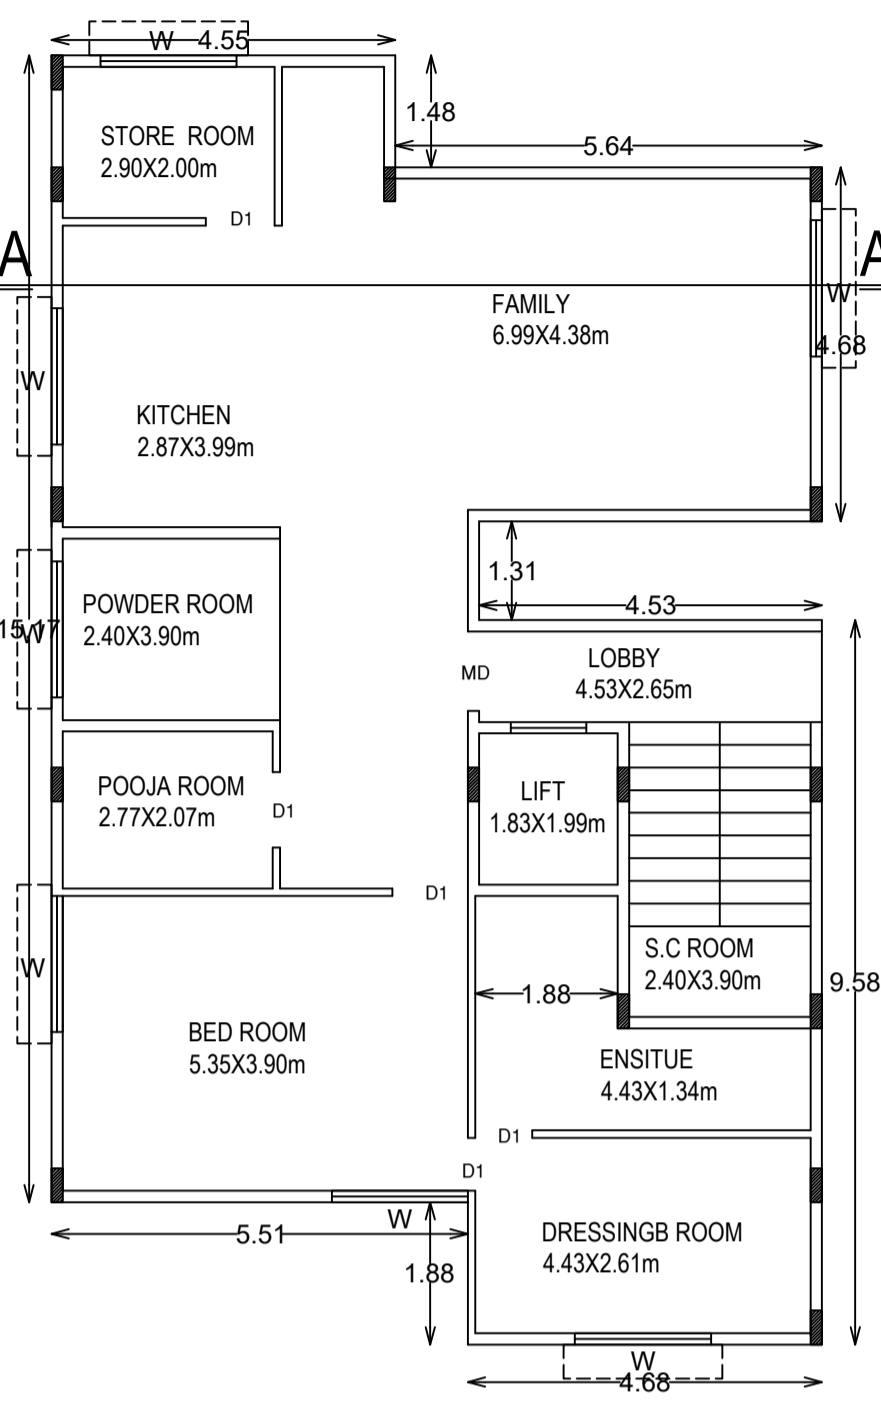 W 4.55
1.48
STORE ROOM
2.90X2.00m
5.64
D1
A
A
W
FAMILY
6.99X4.38m
4.68
W
KITCHEN
2.87X3.99m
1.31
POWDER ROOM
2.40X3.90m
4.53
15.17
W
LOBBY
4.53X2.65m
MD
POOJA ROOM
2.77X2.07m
D1
LIFT
1.83X1.99m
D1
S.C ROOM
2.40X3.90m
W
1.88
9.58
BED ROOM
5.35X3.90m
ENSITUE
4.43X1.34m
D1
D1
W
5.51
DRESSINGB ROOM
4.43X2.61m
1.88
W
4.68